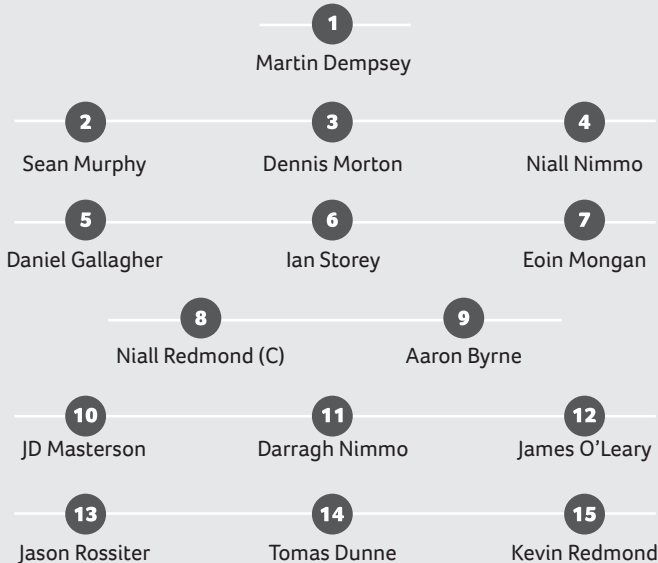 1
Martin Dempsey
2 3 4
Sean Murphy Dennis Morton Niall Nimmo
5 6 7
Daniel Gallagher Ian Storey Eoin Mongan
8 9
Niall Redmond (C) Aaron Byrne
10 11 12
JD Masterson Darragh Nimmo James O’Leary
13 14 15
Jason Rossiter Tomas Dunne Kevin Redmond